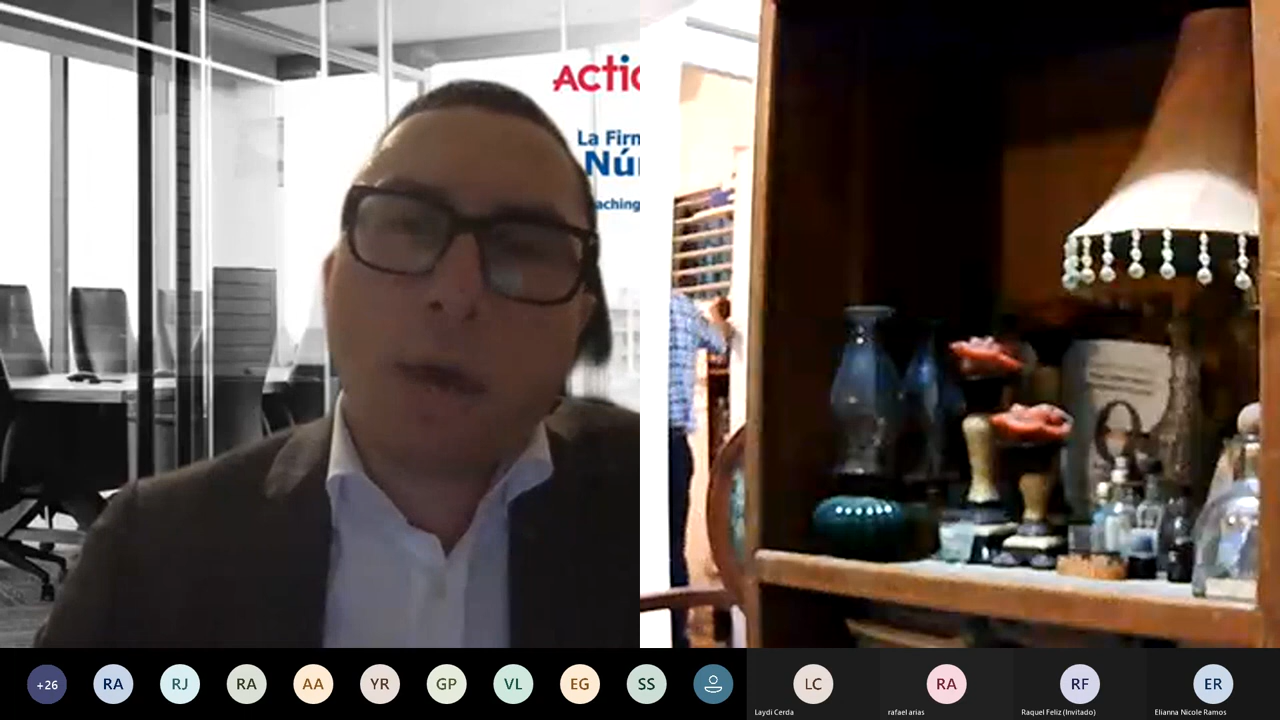 Actio
La Firm
Núi
aching
+26
RA
RJ
RA
AA
YR
GP
VL
EG
SS
LC
Laydi Cerda
RA
rafael arias
RF
Raquel Feliz (Invitado)
ER
Elianna Nicole Ramos